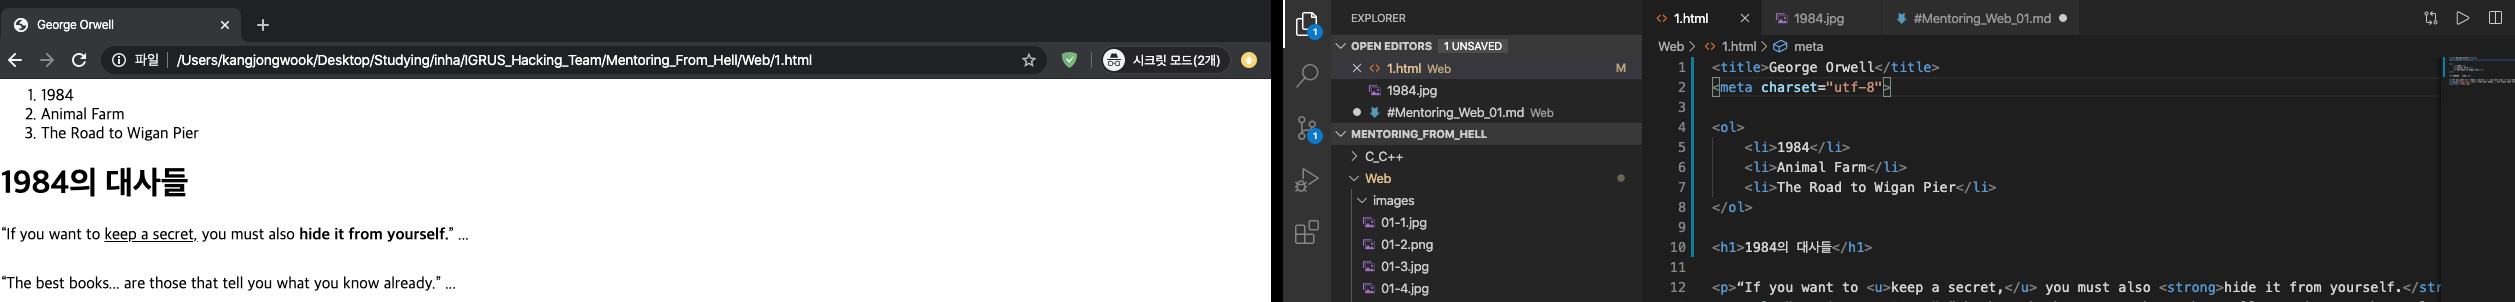 George Orwell
파일 /Users/kangjongwook/Desktop/Studying/inha/IGRUS_Hacking_Team/Mentoring_From_Hell/Web/1.html 시크릿 모드(2개)
1. 1984
2. Animal Farm
3. The Road to Wigan Pier
1984의 대사들
“If you want to keep a secret, you must also hide it from yourself.” ...
“The best books... are those that tell you what you know already.” ...
1
1
EXPLORER
OPEN EDITORS 1 UNSAVED
1.html Web M
1984.jpg
#Mentoring_Web_01.md Web
MENTORING_FROM_HELL
C_C++
Web
images
01-1.jpg
01-2.png
01-3.jpg
01-4.jpg
1.html 1984.jpg #Mentoring_Web_01.md
Web > 1.html > meta
1 <title>George Orwell</title>
2 <meta charset="utf-8">
3
4 <ol>
5 <li>1984</li>
6 <li>Animal Farm</li>
7 <li>The Road to Wigan Pier</li>
8 </ol>
9
10 <h1>1984의 대사들</h1>
11
12 <p>“If you want to <u>keep a secret,</u> you must also <strong>hide it from yourself.</str